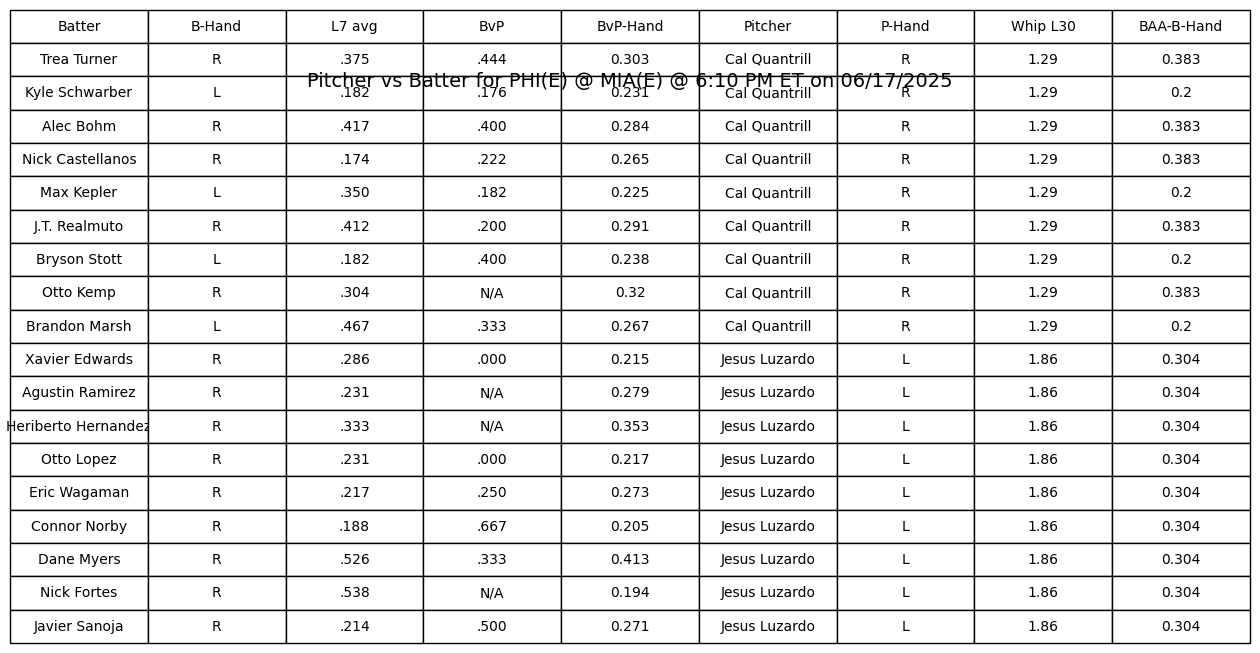 Batter B-Hand L7 avg BvP BvP-Hand Pitcher P-Hand Whip L30 BAA-B-Hand
Trea Turner R .375 .444 0.303 Cal Quantrill R 1.29 0.383
Pitcher vs Batter for PHI(E) @ MIA(E) @ 6:10 PM ET on 06/17/2025
Kyle Schwarber L .182 .176 0.231 Cal Quantrill R 1.29 0.2
Alec Bohm R .417 .400 0.284 Cal Quantrill R 1.29 0.383
Nick Castellanos R .174 .222 0.265 Cal Quantrill R 1.29 0.383
Max Kepler L .350 .182 0.225 Cal Quantrill R 1.29 0.2
J.T. Realmuto R .412 .200 0.291 Cal Quantrill R 1.29 0.383
Bryson Stott L .182 .400 0.238 Cal Quantrill R 1.29 0.2
Otto Kemp R .304 N/A 0.32 Cal Quantrill R 1.29 0.383
Brandon Marsh L .467 .333 0.267 Cal Quantrill R 1.29 0.2
Xavier Edwards R .286 .000 0.215 Jesus Luzardo L 1.86 0.304
Agustin Ramirez R .231 N/A 0.279 Jesus Luzardo L 1.86 0.304
Heriberto Hernandez R .333 N/A 0.353 Jesus Luzardo L 1.86 0.304
Otto Lopez R .231 .000 0.217 Jesus Luzardo L 1.86 0.304
Eric Wagaman R .217 .250 0.273 Jesus Luzardo L 1.86 0.304
Connor Norby R .188 .667 0.205 Jesus Luzardo L 1.86 0.304
Dane Myers R .526 .333 0.413 Jesus Luzardo L 1.86 0.304
Nick Fortes R .538 N/A 0.194 Jesus Luzardo L 1.86 0.304
Javier Sanoja R .214 .500 0.271 Jesus Luzardo L 1.86 0.304